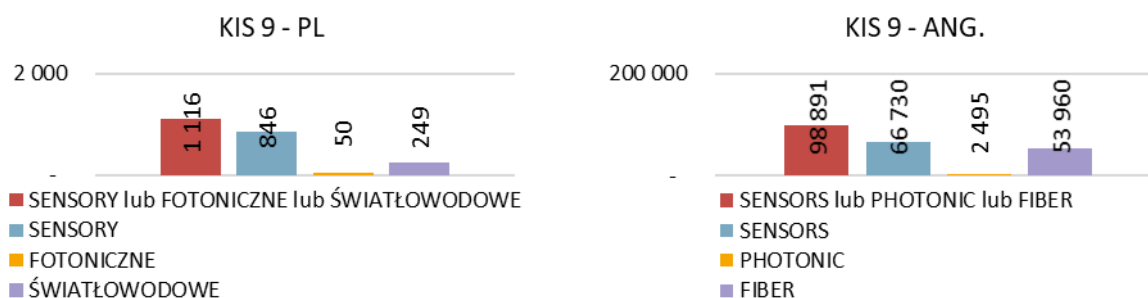 KIS 9 - PL
2 000
1 116
846
50
249
-
SENSORY lub FOTONICZNE lub ŚWIATŁOWODOWE
SENSORY
FOTONICZNE
ŚWIATŁOWODOWE
KIS 9 - ANG.
200 000
98 891
66 730
2 495
53 960
-
SENSORS lub PHOTONIC lub FIBER
SENSORS
PHOTONIC
FIBER